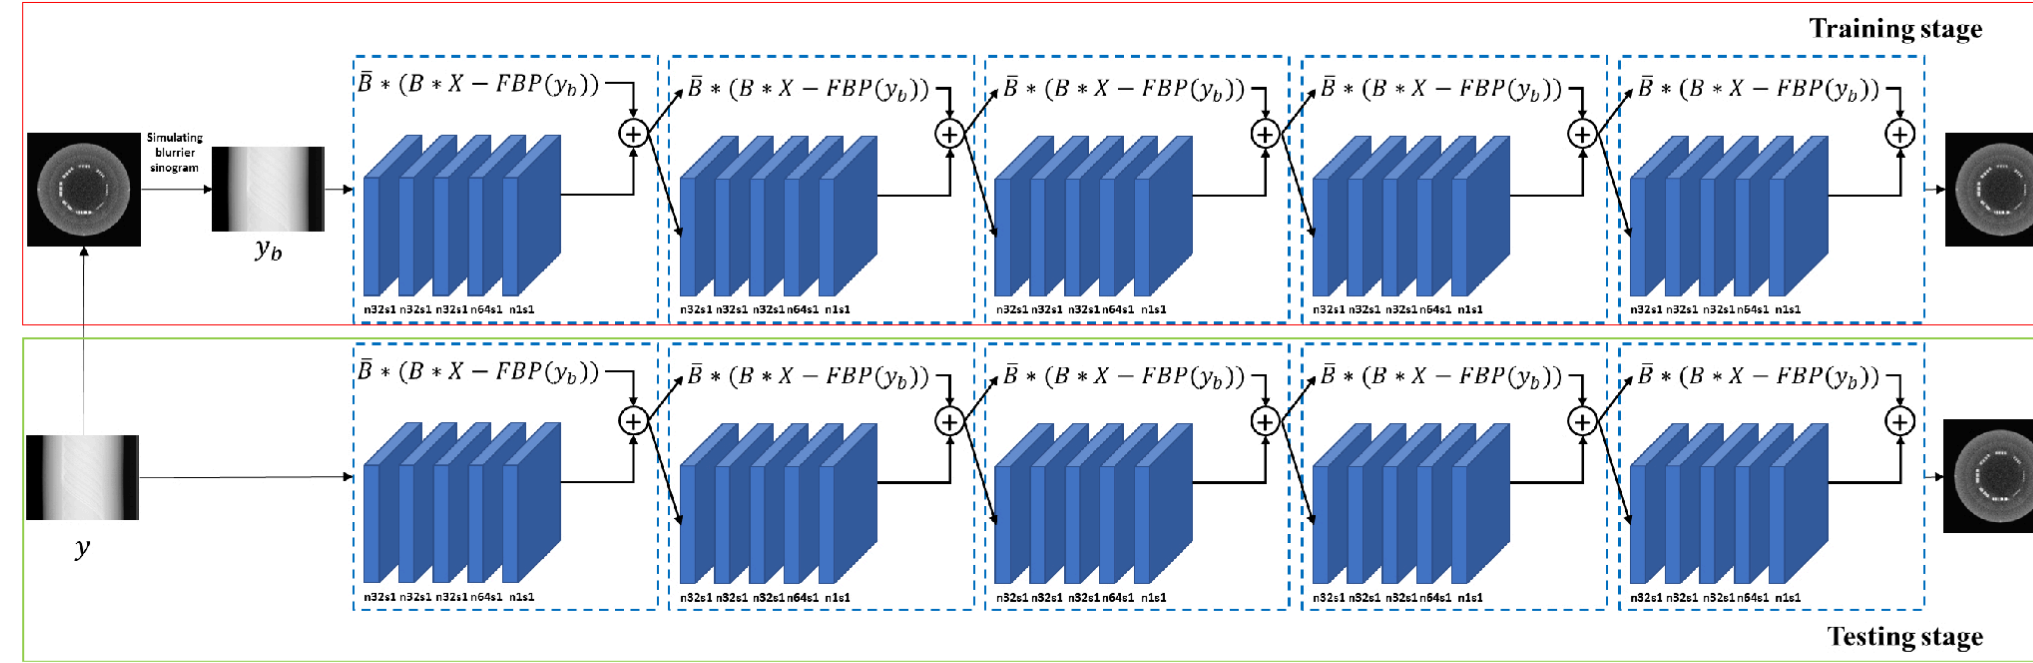 Training stage
B̄ ∗ (B ∗ X − FBP(y_b)) B̄ ∗ (B ∗ X − FBP(y_b)) B̄ ∗ (B ∗ X − FBP(y_b)) B̄ ∗ (B ∗ X − FBP(y_b)) B̄ ∗ (B ∗ X − FBP(y_b))
Simulating
blurrier
sinogram
y_b
n32s1 n32s1 n32s1 n64s1 n1s1 n32s1 n32s1 n32s1 n64s1 n1s1 n32s1 n32s1 n32s1 n64s1 n1s1 n32s1 n32s1 n32s1 n64s1 n1s1 n32s1 n32s1 n32s1 n64s1 n1s1
B̄ ∗ (B ∗ X − FBP(y_b)) B̄ ∗ (B ∗ X − FBP(y_b)) B̄ ∗ (B ∗ X − FBP(y_b)) B̄ ∗ (B ∗ X − FBP(y_b)) B̄ ∗ (B ∗ X − FBP(y_b))
y
n32s1 n32s1 n32s1 n64s1 n1s1 n32s1 n32s1 n32s1 n64s1 n1s1 n32s1 n32s1 n32s1 n64s1 n1s1 n32s1 n32s1 n32s1 n64s1 n1s1 n32s1 n32s1 n32s1 n64s1 n1s1
Testing stage